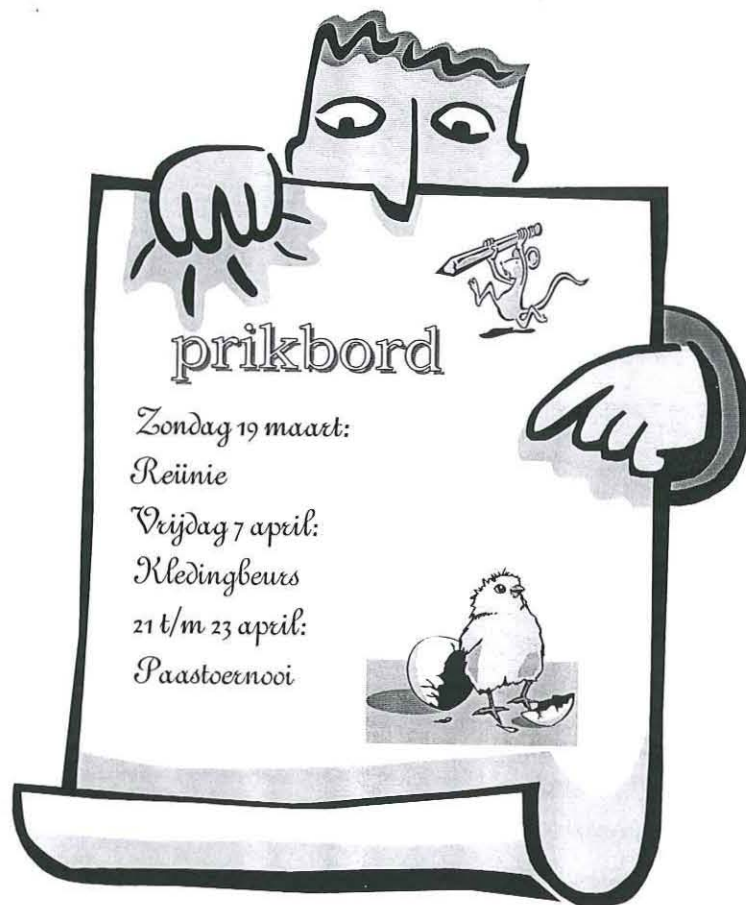 prikbord
Zondag 19 maart:
Reünie
Vrijdag 7 april:
Kledingbeurs
21 t/m 23 april:
Paastoernooi